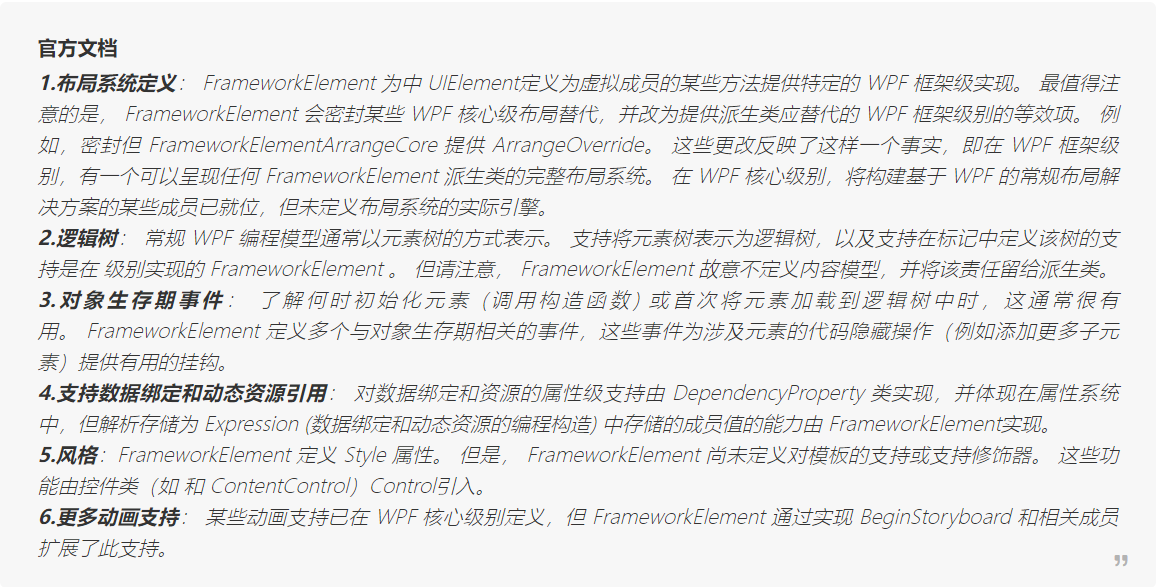 官方文档
1.布局系统定义： FrameworkElement 为中 UIElement定义为虚拟成员的某些方法提供特定的 WPF 框架级实现。 最值得注
意的是， FrameworkElement 会密封某些 WPF 核心级布局替代，并改为提供派生类应替代的 WPF 框架级别的等效项。 例
如，密封但 FrameworkElementArrangeCore 提供 ArrangeOverride。 这些更改反映了这样一个事实，即在 WPF 框架级
别，有一个可以呈现任何 FrameworkElement 派生类的完整布局系统。 在 WPF 核心级别，将构建基于 WPF 的常规布局解
决方案的某些成员已就位，但未定义布局系统的实际引擎。
2.逻辑树： 常规 WPF 编程模型通常以元素树的方式表示。 支持将元素树表示为逻辑树，以及支持在标记中定义该树的支
持是在 级别实现的 FrameworkElement 。 但请注意， FrameworkElement 故意不定义内容模型，并将该责任留给派生类。
3.对象生存期事件： 了解何时初始化元素 (调用构造函数) 或首次将元素加载到逻辑树中时，这通常很有
用。 FrameworkElement 定义多个与对象生存期相关的事件，这些事件为涉及元素的代码隐藏操作（例如添加更多子元
素）提供有用的挂钩。
4.支持数据绑定和动态资源引用： 对数据绑定和资源的属性级支持由 DependencyProperty 类实现，并体现在属性系统
中，但解析存储为 Expression (数据绑定和动态资源的编程构造) 中存储的成员值的能力由 FrameworkElement实现。
5.风格：FrameworkElement 定义 Style 属性。 但是， FrameworkElement 尚未定义对模板的支持或支持修饰器。 这些功
能由控件类（如 和 ContentControl）Control引入。
6.更多动画支持： 某些动画支持已在 WPF 核心级别定义，但 FrameworkElement 通过实现 BeginStoryboard 和相关成员
扩展了此支持。
”